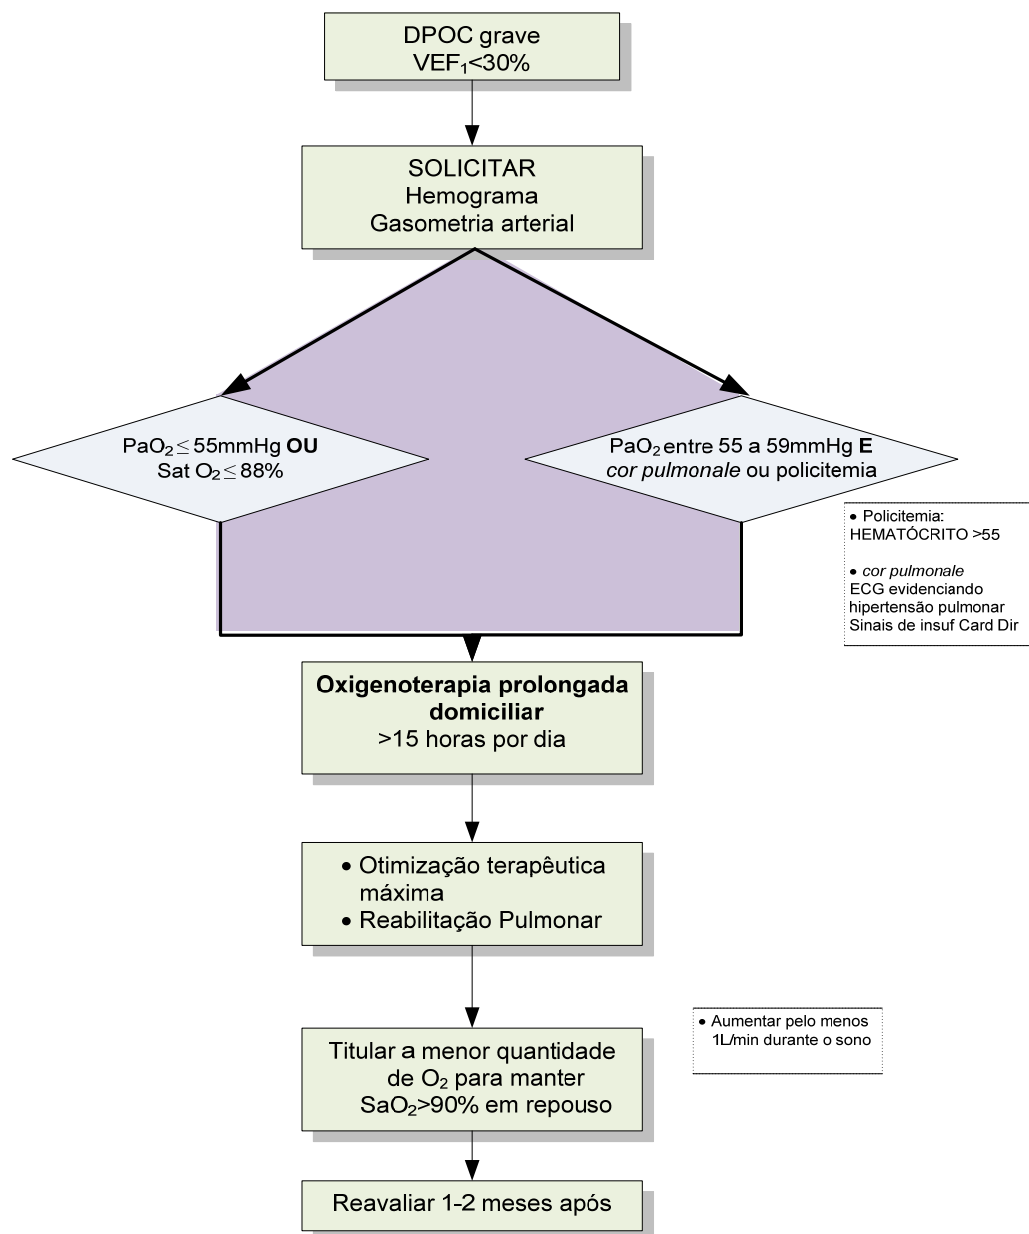 DPOC grave
VEF₁<30%
SOLICITAR
Hemograma
Gasometria arterial
PaO₂ ≤ 55mmHg OU
Sat O₂ ≤ 88%
PaO₂ entre 55 a 59mmHg E
cor pulmonale ou policitemia
• Policitemia:
HEMATÓCRITO >55
• cor pulmonale
ECG evidenciando
hipertensão pulmonar
Sinais de insuf Card Dir
Oxigenoterapia prolongada
domiciliar
>15 horas por dia
• Otimização terapêutica
máxima
• Reabilitação Pulmonar
• Aumentar pelo menos
1L/min durante o sono
Titular a menor quantidade
de O₂ para manter
SaO₂>90% em repouso
Reavaliar 1-2 meses após